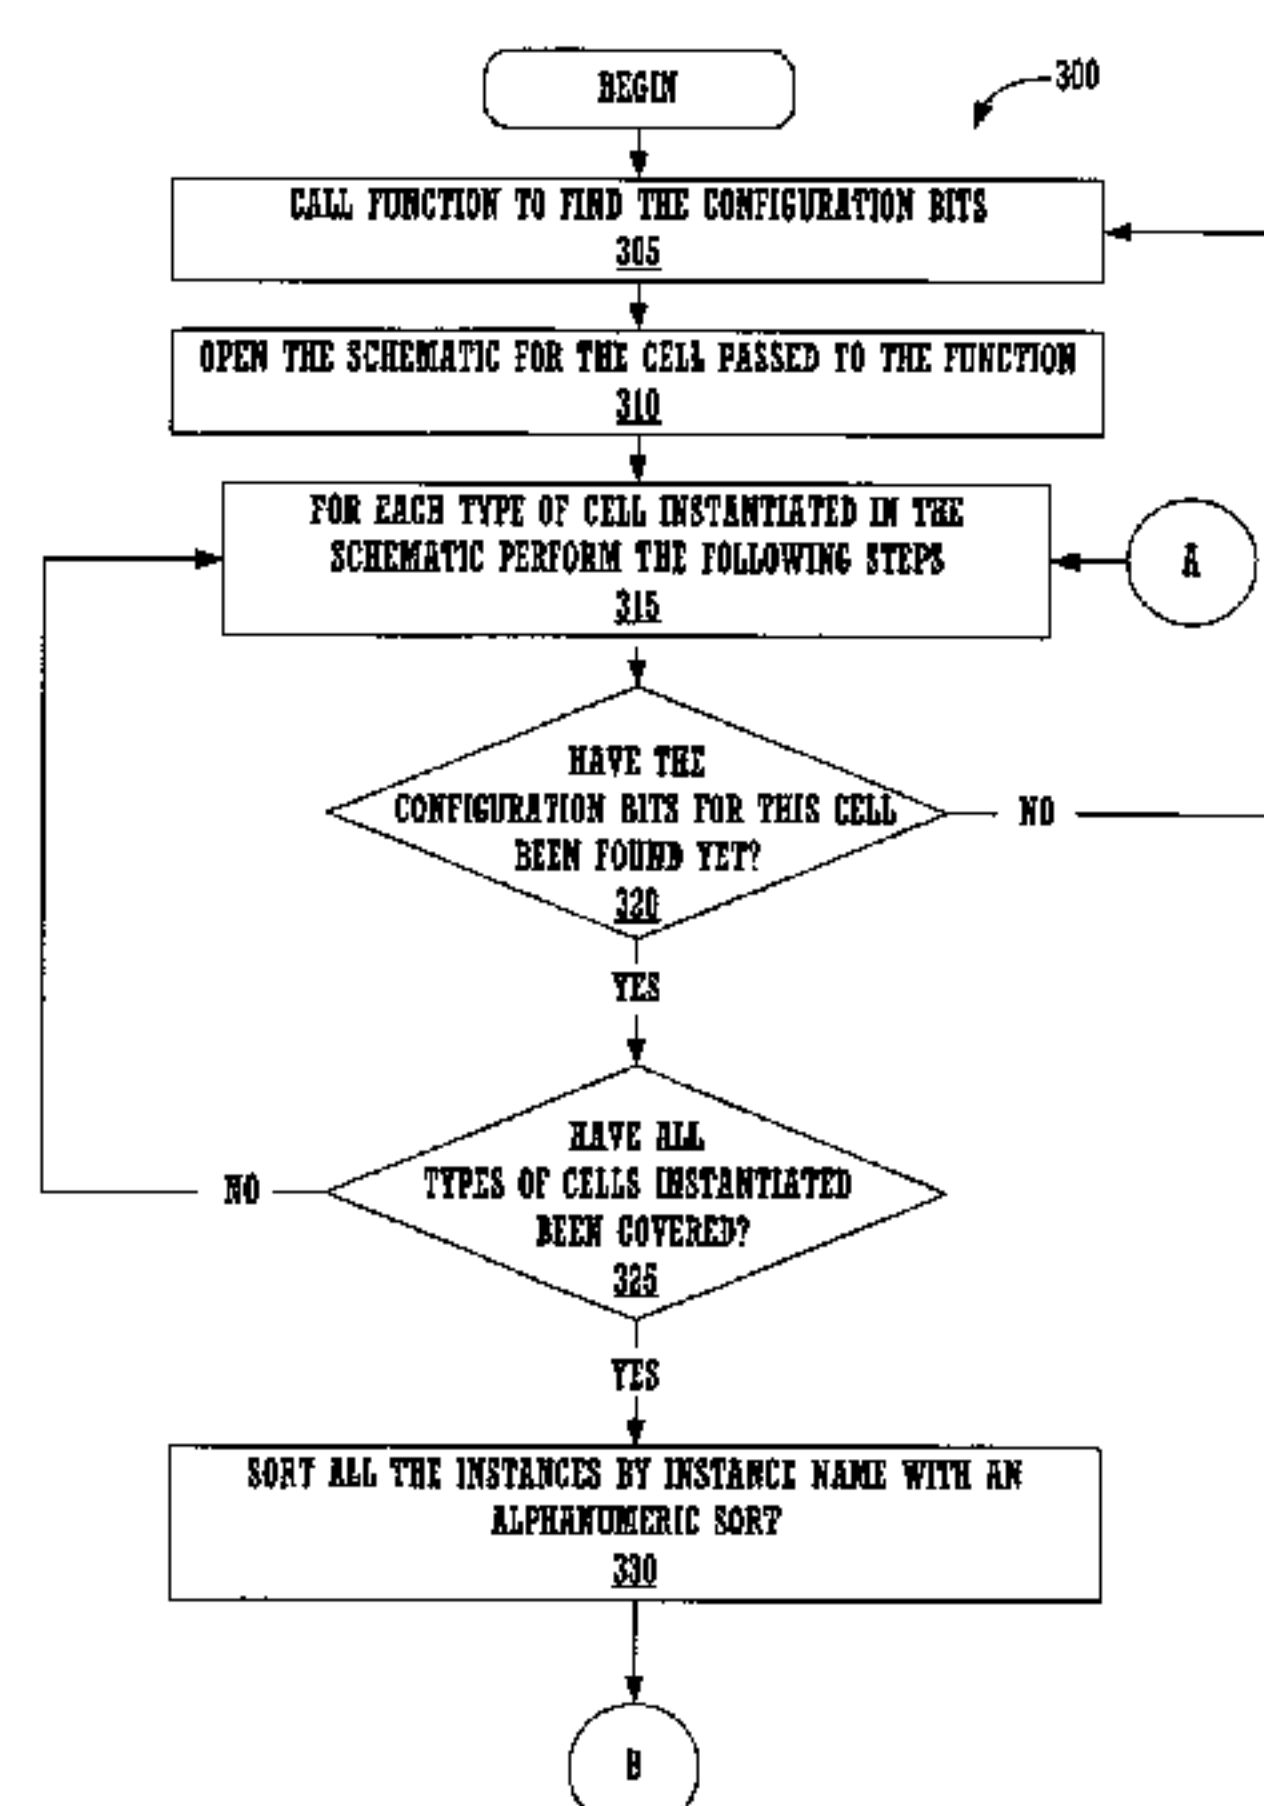 BEGIN
300
CALL FUNCTION TO FIND THE CONFIGURATION BITS
305
OPEN THE SCHEMATIC FOR THE CELL PASSED TO THE FUNCTION
310
FOR EACH TYPE OF CELL INSTANTIATED IN THE
SCHEMATIC PERFORM THE FOLLOWING STEPS
315
A
HAVE THE
CONFIGURATION BITS FOR THIS CELL
BEEN FOUND YET?
320
NO
YES
HAVE ALL
TYPES OF CELLS INSTANTIATED
BEEN COVERED?
325
NO
YES
SORT ALL THE INSTANCES BY INSTANCE NAME WITH AN
ALPHANUMERIC SORT
330
B